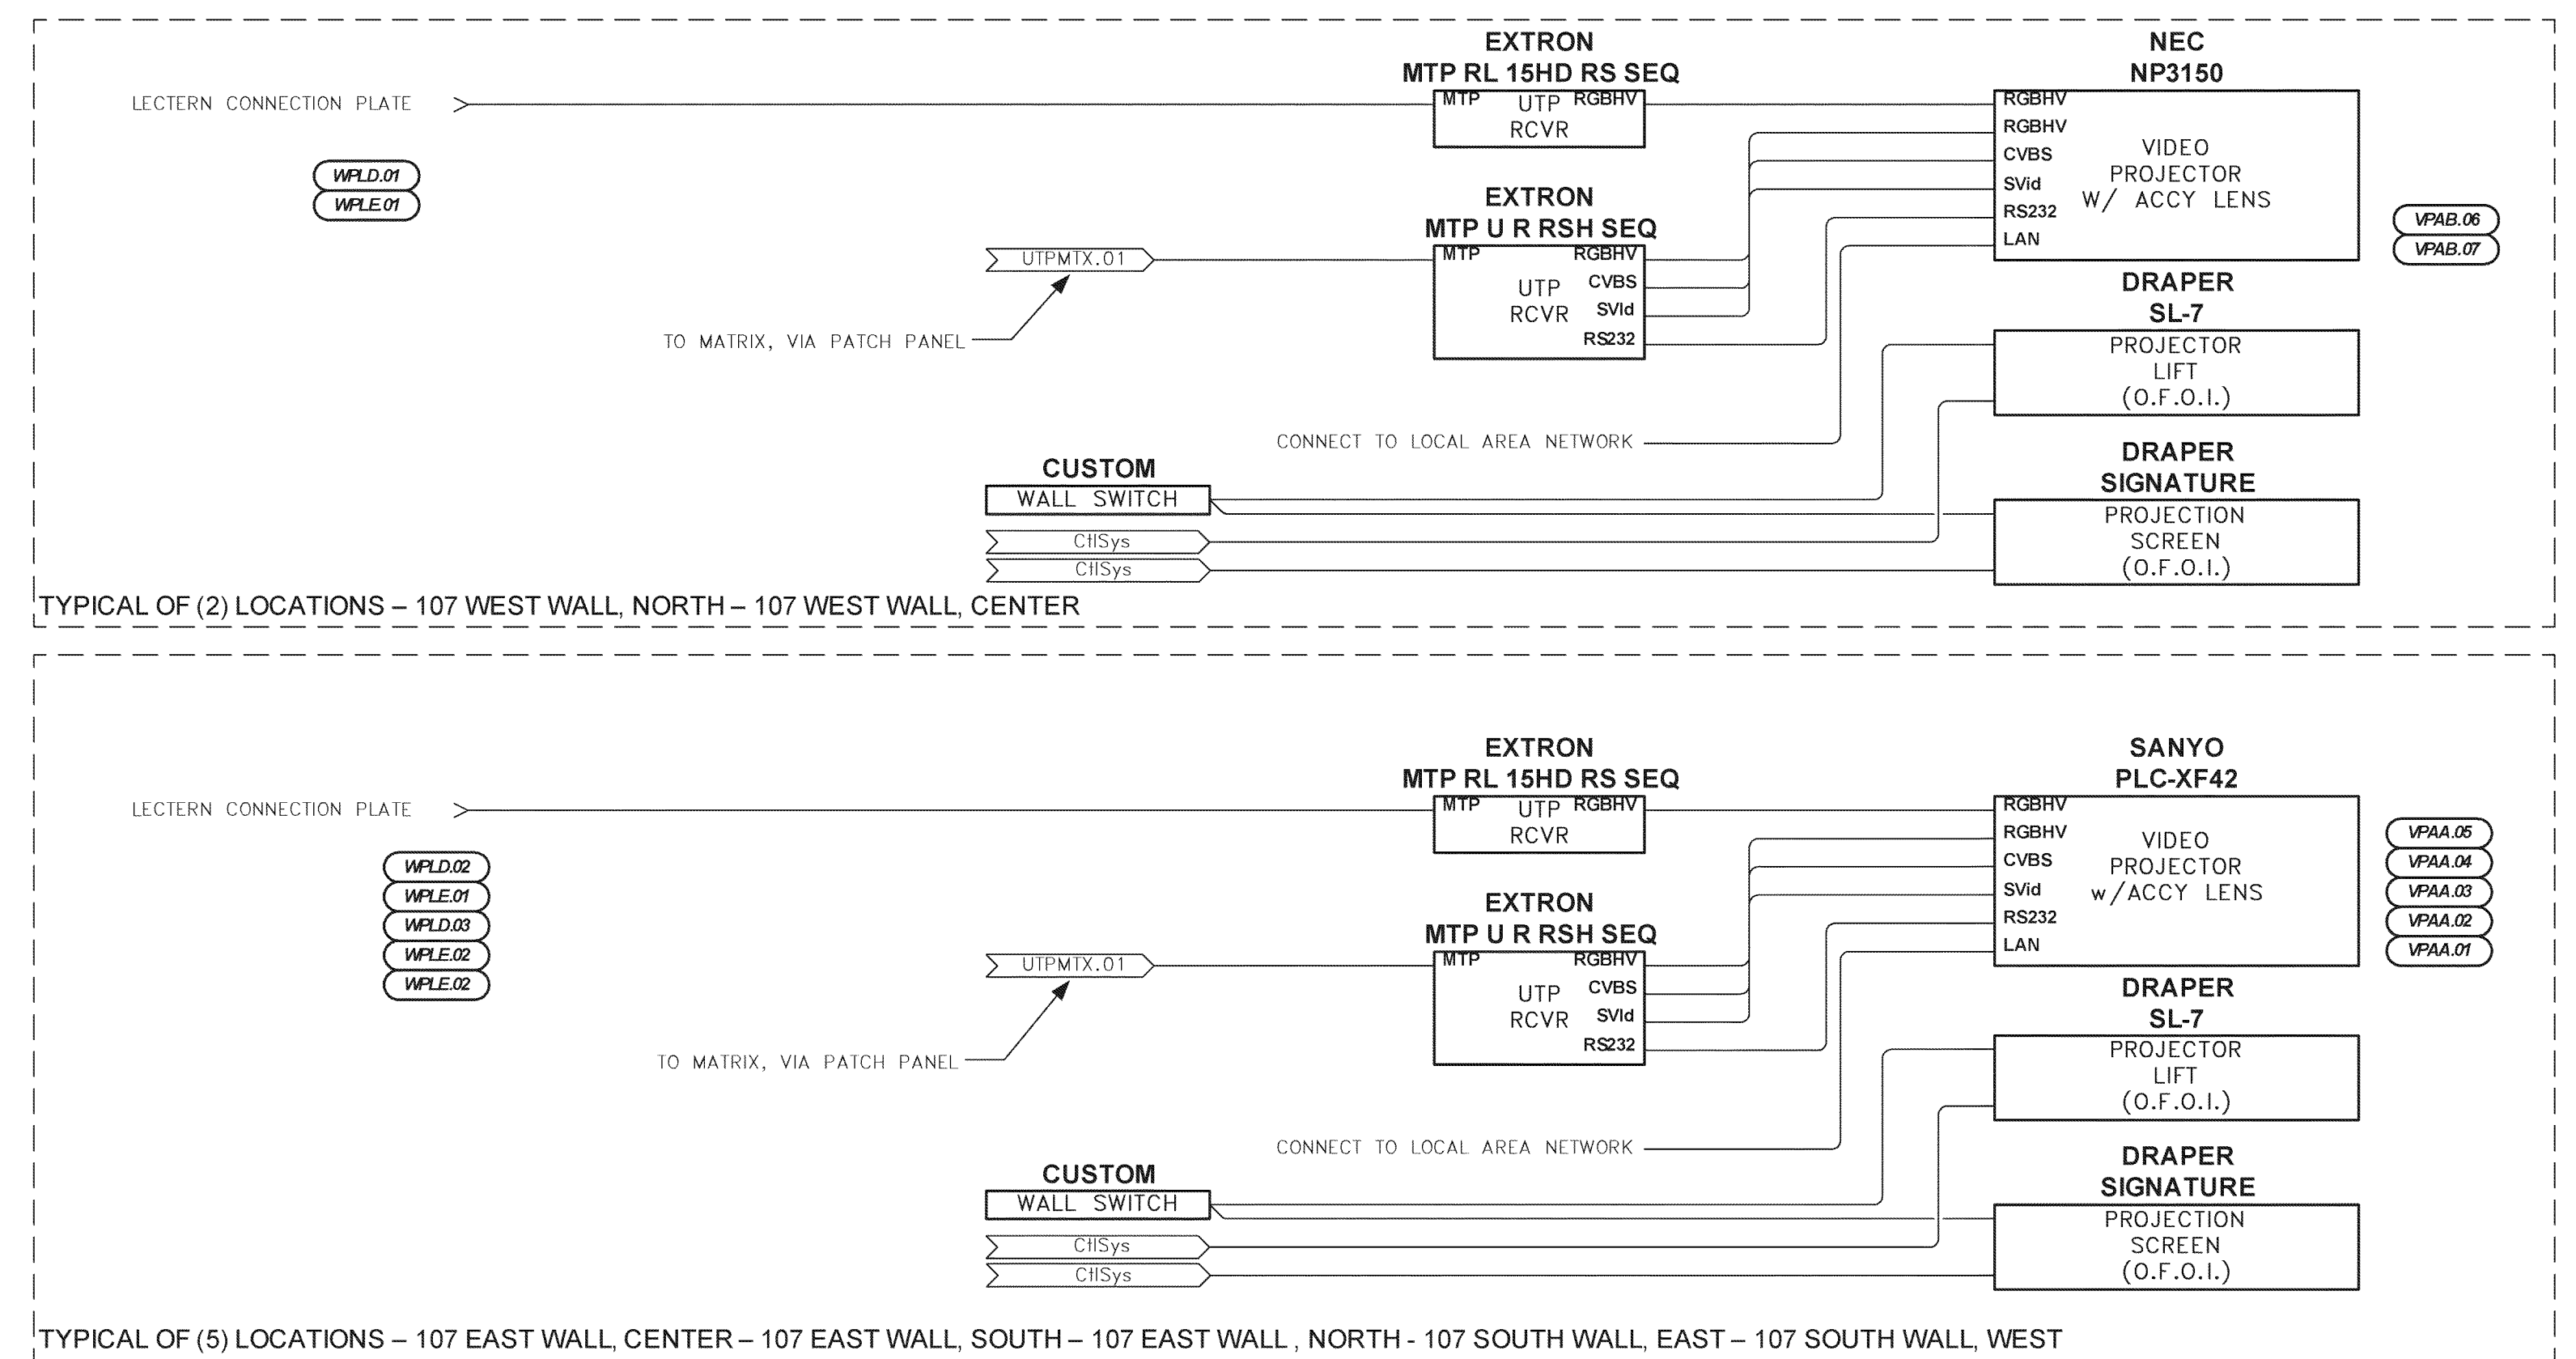 EXTRON
MTP RL 15HD RS SEQ
NEC
NP3150
LECTERN CONNECTION PLATE
MTP UTP RGBHV
RCVR
RGBHV
RGBHV
CVBS
SVid
RS232
LAN
VIDEO
PROJECTOR
W/ ACCY LENS
WPLD.01
WPLE.01
VPAB.06
VPAB.07
EXTRON
MTP U R RSH SEQ
UTPMTX.01
MTP
UTP
RCVR
RGBHV
CVBS
SVId
RS232
TO MATRIX, VIA PATCH PANEL
DRAPER
SL-7
PROJECTOR
LIFT
(O.F.O.I.)
CONNECT TO LOCAL AREA NETWORK
CUSTOM
WALL SWITCH
CtlSys
CtlSys
DRAPER
SIGNATURE
PROJECTION
SCREEN
(O.F.O.I.)
TYPICAL OF (2) LOCATIONS – 107 WEST WALL, NORTH – 107 WEST WALL, CENTER
EXTRON
MTP RL 15HD RS SEQ
SANYO
PLC-XF42
LECTERN CONNECTION PLATE
MTP UTP RGBHV
RCVR
RGBHV
RGBHV
CVBS
SVid
RS232
LAN
VIDEO
PROJECTOR
w/ACCY LENS
WPLD.02
WPLE.01
WPLD.03
WPLE.02
WPLE.02
VPAA.05
VPAA.04
VPAA.03
VPAA.02
VPAA.01
EXTRON
MTP U R RSH SEQ
UTPMTX.01
MTP
UTP
RCVR
RGBHV
CVBS
SVId
RS232
TO MATRIX, VIA PATCH PANEL
DRAPER
SL-7
PROJECTOR
LIFT
(O.F.O.I.)
CONNECT TO LOCAL AREA NETWORK
CUSTOM
WALL SWITCH
CtlSys
CtlSys
DRAPER
SIGNATURE
PROJECTION
SCREEN
(O.F.O.I.)
TYPICAL OF (5) LOCATIONS – 107 EAST WALL, CENTER – 107 EAST WALL, SOUTH – 107 EAST WALL , NORTH - 107 SOUTH WALL, EAST – 107 SOUTH WALL, WEST